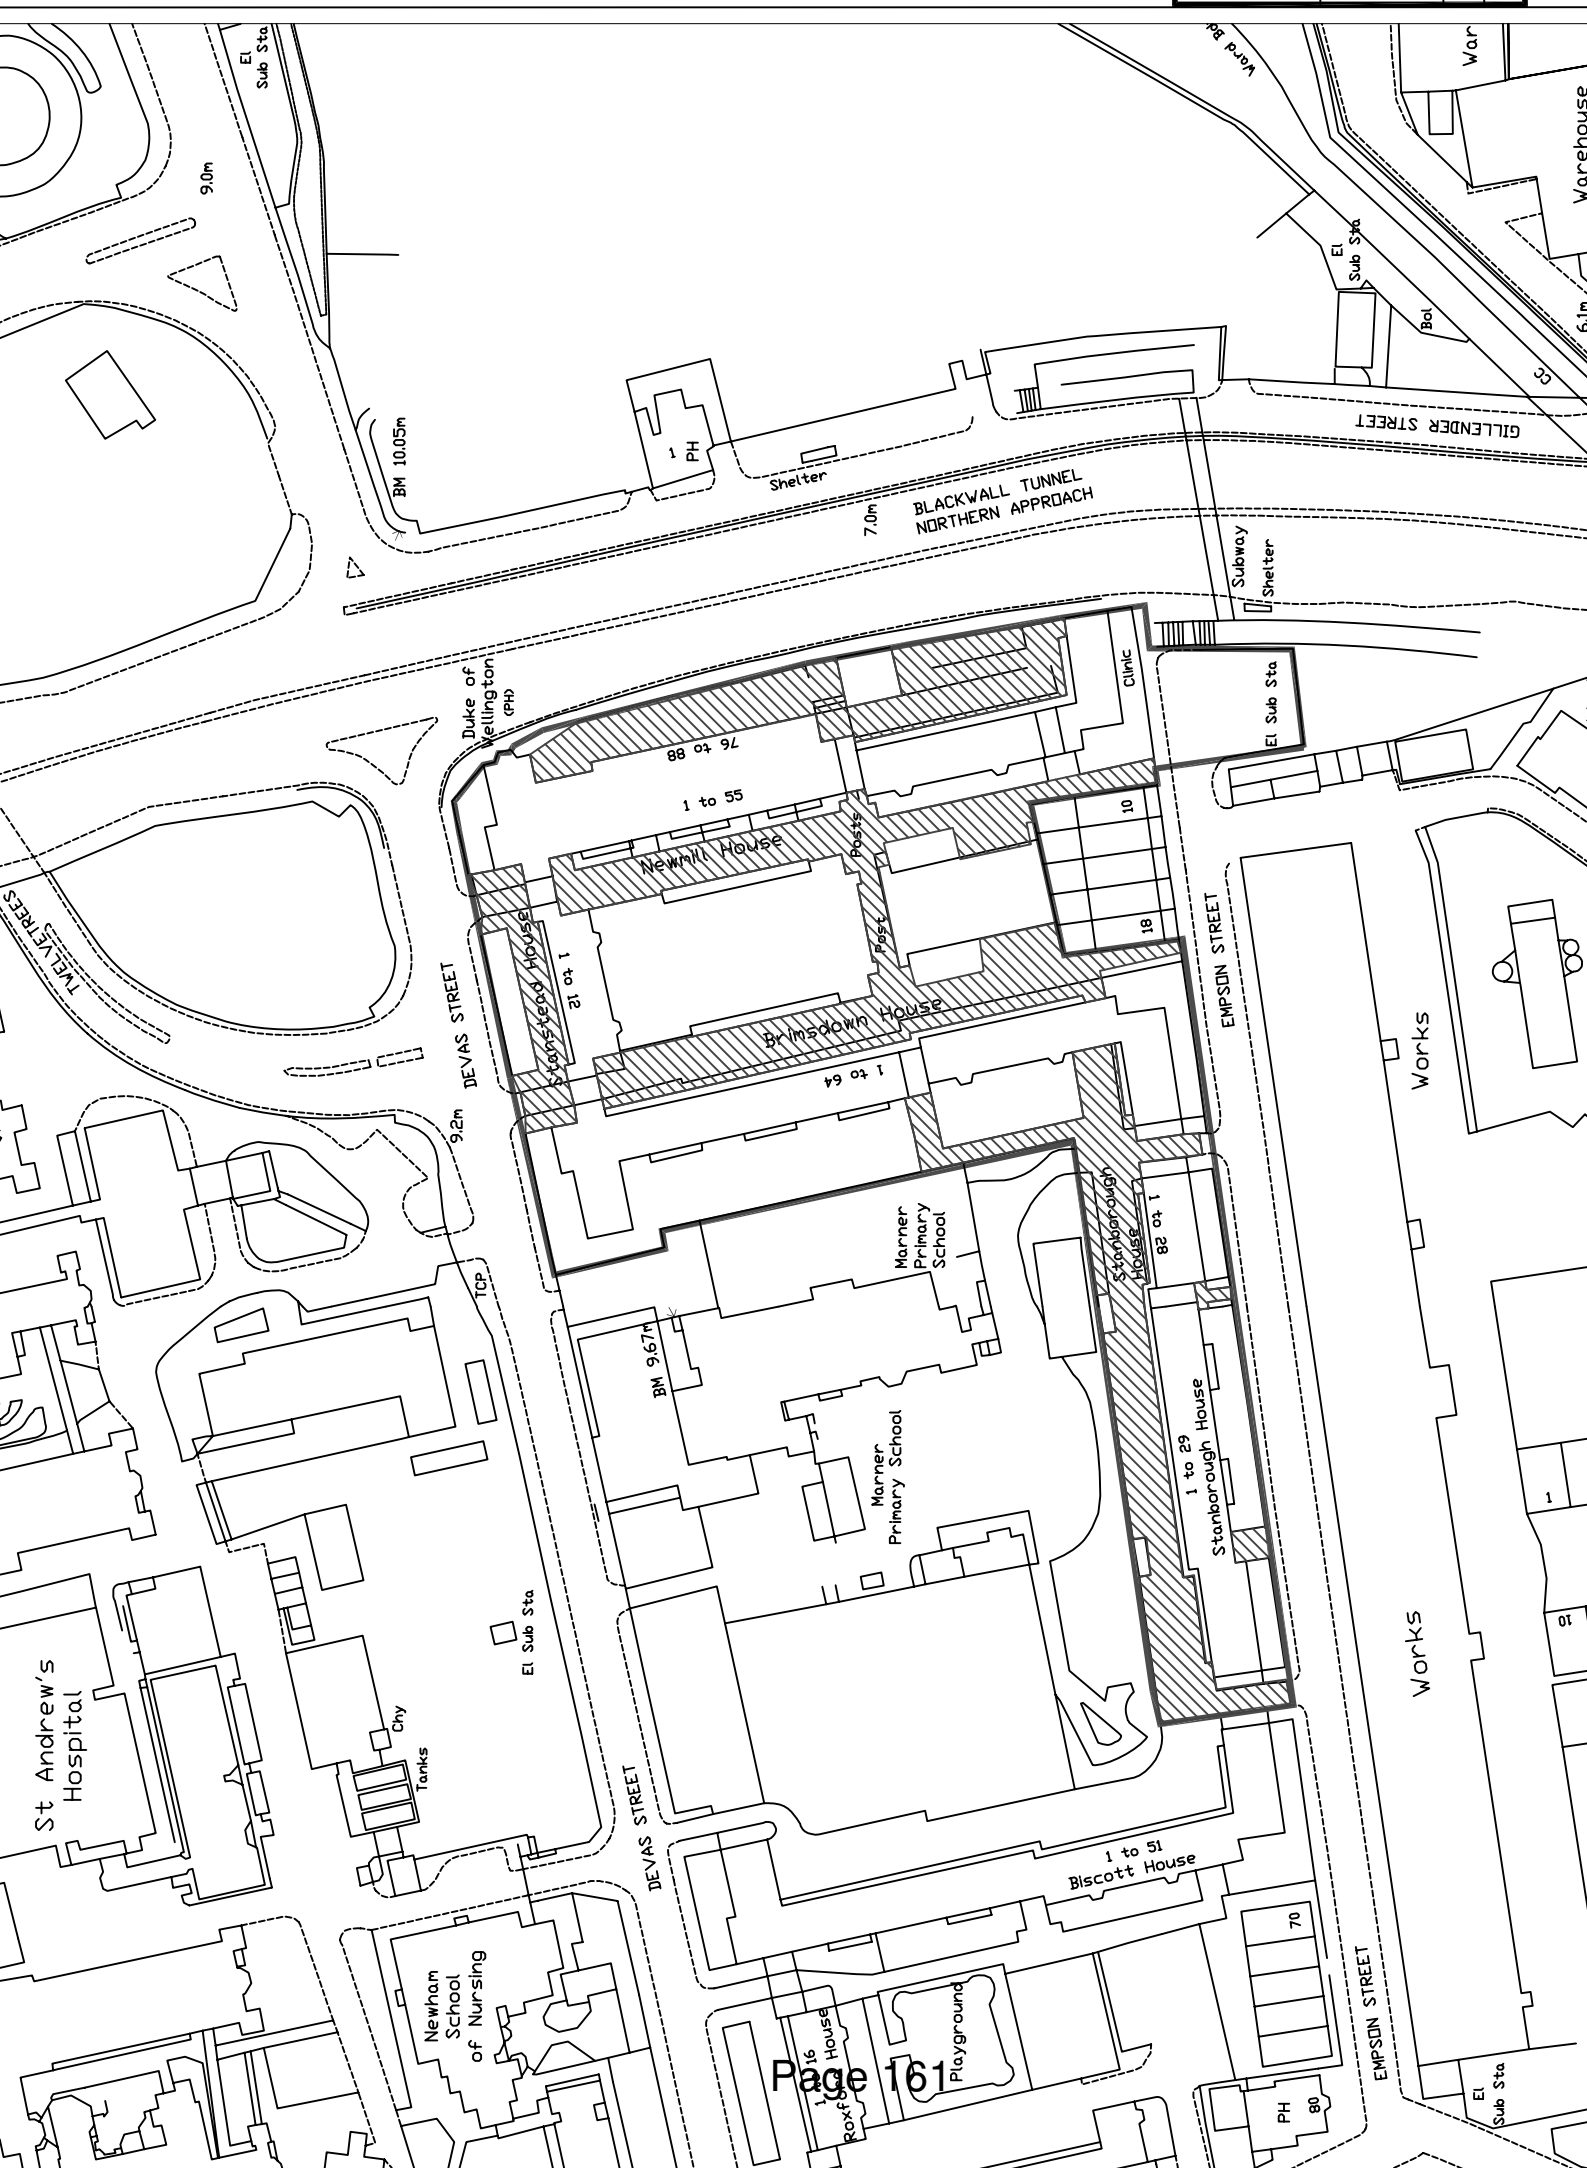 El
Sub Sta
Ward Bd
War
Warehouse
9.0m
El
Sub Sta
Bol
6.1m
CC
GILLENDER STREET
BM 10.05m
1
PH
Shelter
7.0m
BLACKWALL TUNNEL
NORTHERN APPROACH
Subway
Shelter
Duke of
Wellington
(PH)
Clinic
El Sub Sta
76 to 88
1 to 55
Newmill House
Posts
10
Post
18
TWELVETREES
DEVAS STREET
Stanstead House
1 to 12
EMPSON STREET
Brimsdown House
1 to 64
Works
9.2m
TCP
Marner
Primary
School
Stanborough
House
1 to 28
BM 9.67m
Marner
Primary School
1 to 29
Stanborough House
1
10
El Sub Sta
Works
St Andrew's
Hospital
Chy
Tanks
DEVAS STREET
1 to 51
Biscott House
70
Newham
School
of Nursing
EMPSON STREET
Playground
16
House
Page 161
PH
80
El
Sub Sta